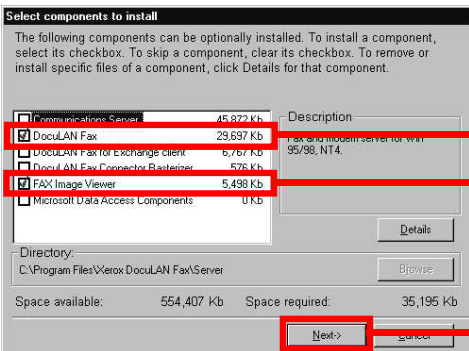 Select components to install
The following components can be optionally installed. To install a component,
select its checkbox. To skip a component, clear its checkbox. To remove or
install specific files of a component, click Details for that component.
Communications Server 45,872 Kb
DocuLAN Fax 29,697 Kb
DocuLAN Fax for Exchange client 6,767 Kb
DocuLAN Fax Connector Rasterizer 576 Kb
FAX Image Viewer 5,498 Kb
Microsoft Data Access Components 0 Kb
Description
Fax and modem server for Win
95/98, NT4.
Details
Directory:
C:\Program Files\Xerox DocuLAN Fax\Server
Browse
Space available: 554,407 Kb Space required: 35,195 Kb
Next-> Cancel